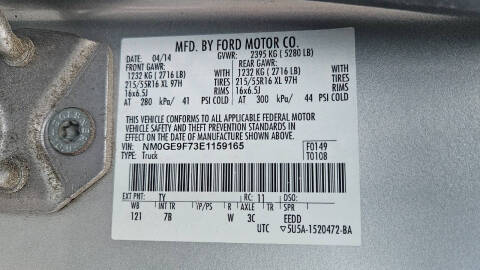 MFD. BY FORD MOTOR CO.
DATE: 04/14 GVWR: 2395 KG ( 5280 LB)
FRONT GAWR: REAR GAWR:
1232 KG ( 2716 LB) WITH 1232 KG ( 2716 LB) WITH
215/55R16 XL 97H TIRES 215/55R16 XL 97H TIRES
16x6.5J RIMS 16x6.5J RIMS
AT 280 kPa/ 41 PSI COLD AT 300 kPa/ 44 PSI COLD
THIS VEHICLE CONFORMS TO ALL APPLICABLE FEDERAL MOTOR
VEHICLE SAFETY AND THEFT PREVENTION STANDARDS IN EFFECT
ON THE DATE OF MANUFACTURE SHOWN ABOVE.
VIN: NM0GE9F73E1159165 F0149
TYPE: Truck T0108
EXT PNT: TY RC: 11 DSO:
WB INT TR TP/PS R AXLE TR SPR
121 7B W 3C EEDD
UTC 5U5A-1520472-BA